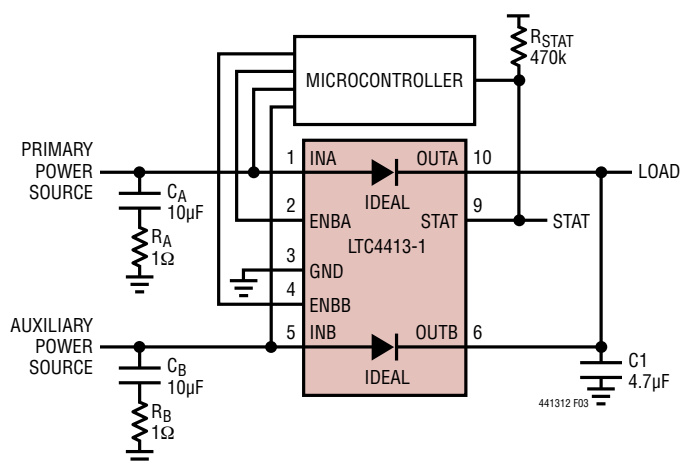 RSTAT
470k
MICROCONTROLLER
PRIMARY
POWER
SOURCE
1
INA
OUTA
10
LOAD
CA
10µF
IDEAL
2
ENBA
STAT
9
STAT
RA
1Ω
LTC4413-1
3
GND
4
ENBB
AUXILIARY
POWER
SOURCE
5
INB
OUTB
6
CB
10µF
IDEAL
C1
4.7µF
RB
1Ω
441312 F03